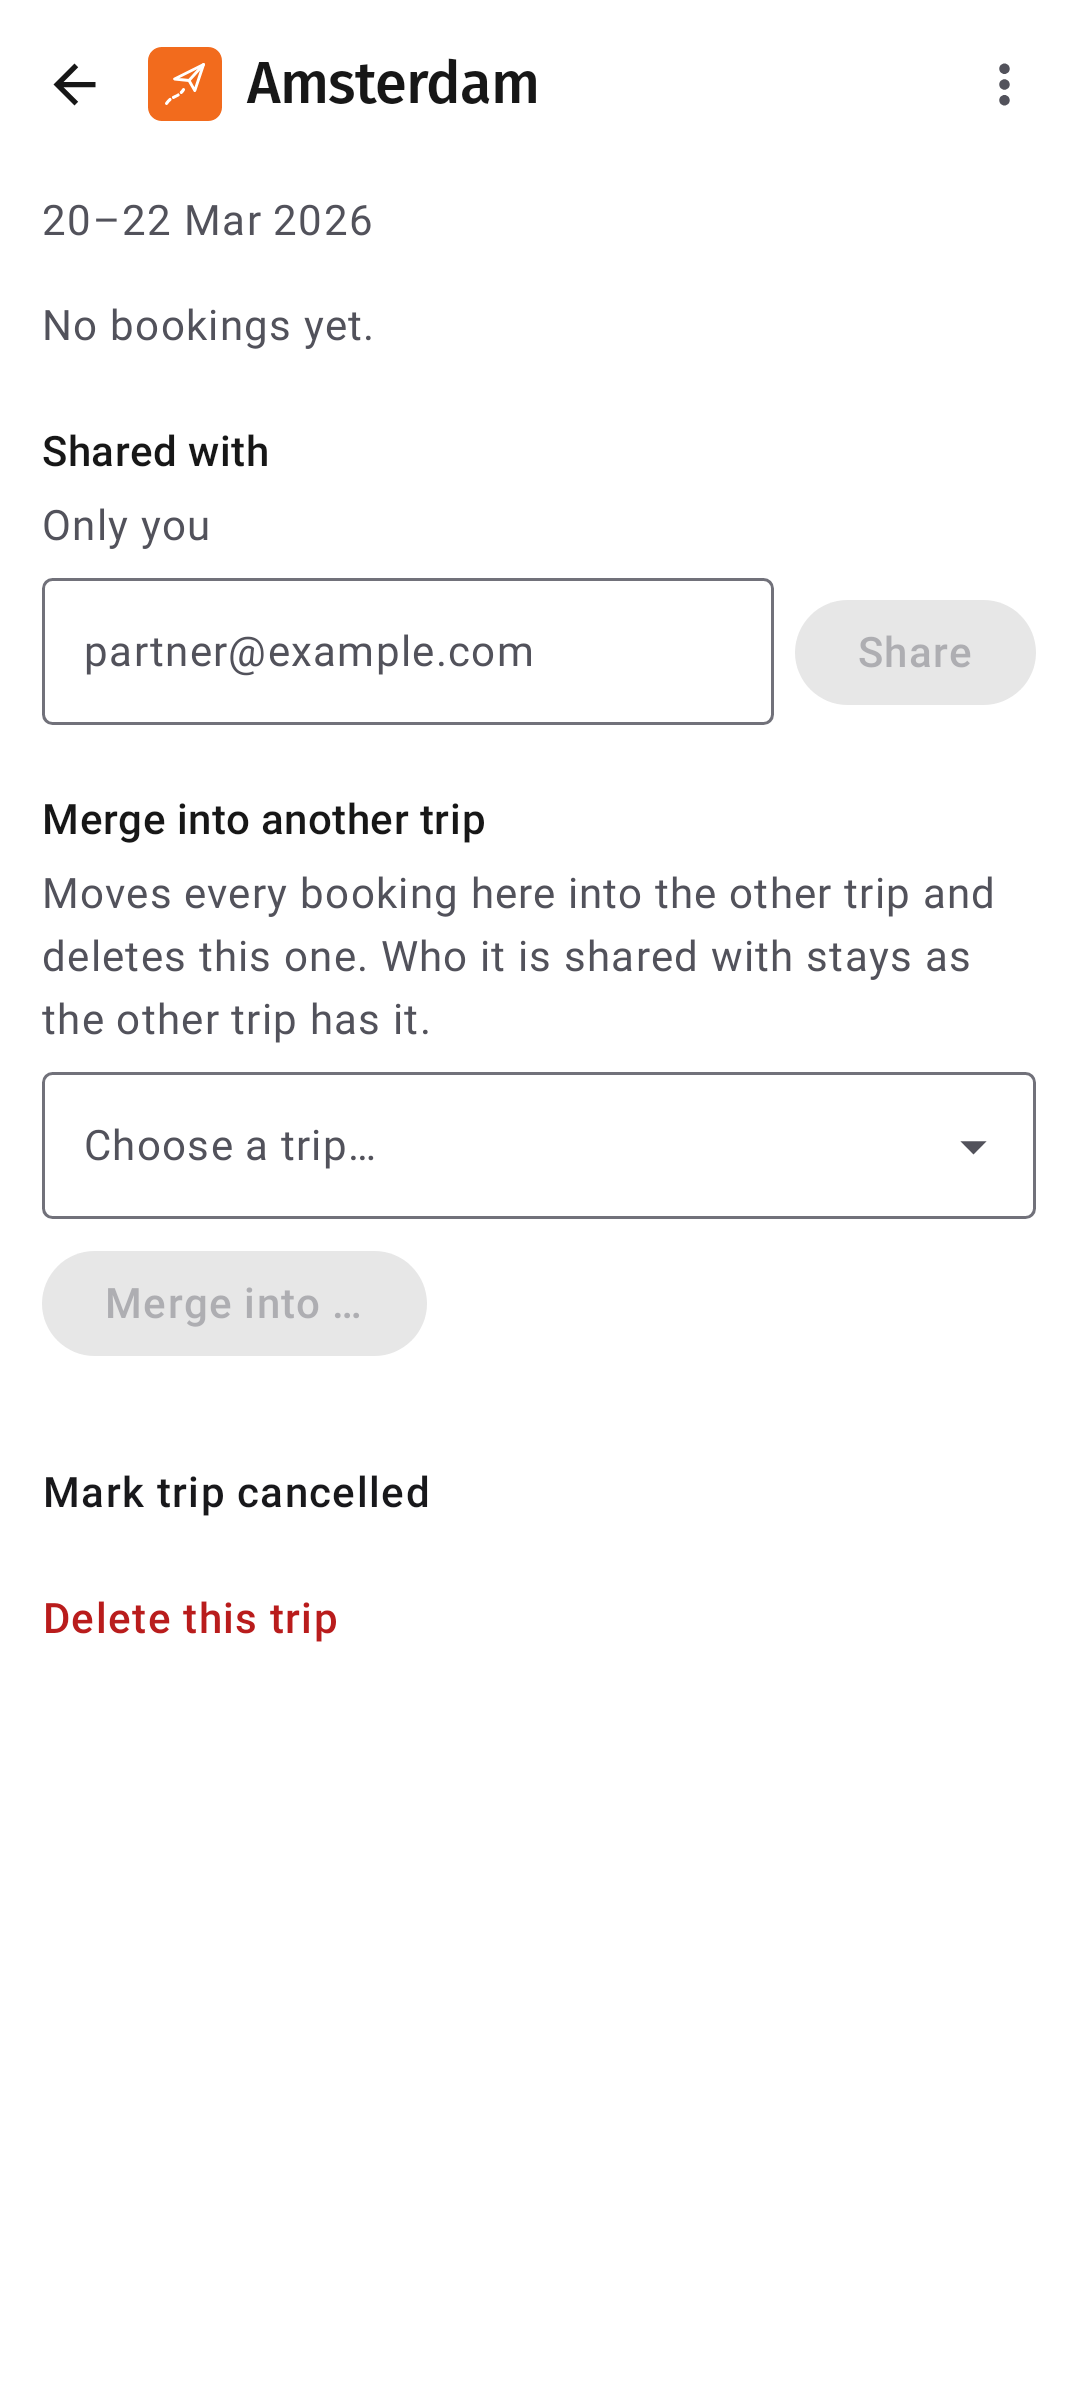 Amsterdam
20–22 Mar 2026
No bookings yet.
Shared with
Only you
partner@example.com
Share
Merge into another trip
Moves every booking here into the other trip and
deletes this one. Who it is shared with stays as
the other trip has it.
Choose a trip…
Merge into …
Mark trip cancelled
Delete this trip